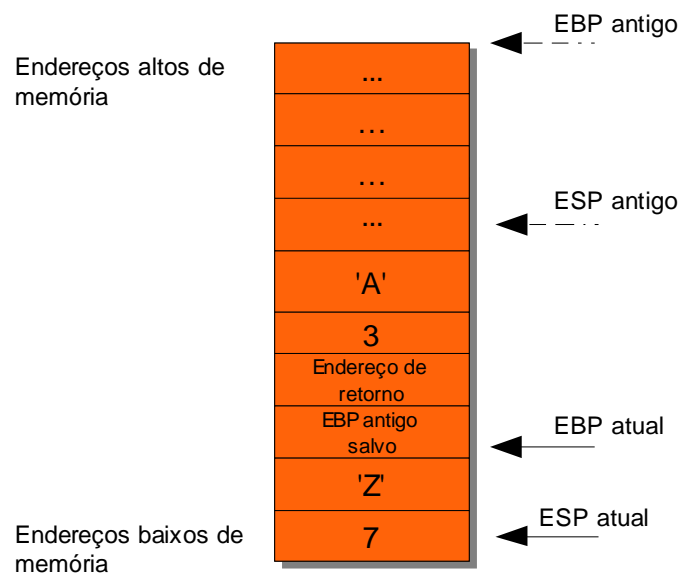 EBP antigo
Endereços altos de
memória
...
...
...
ESP antigo
...
'A'
3
Endereço de
retorno
EBP antigo
salvo
EBP atual
'Z'
ESP atual
Endereços baixos de
memória
7